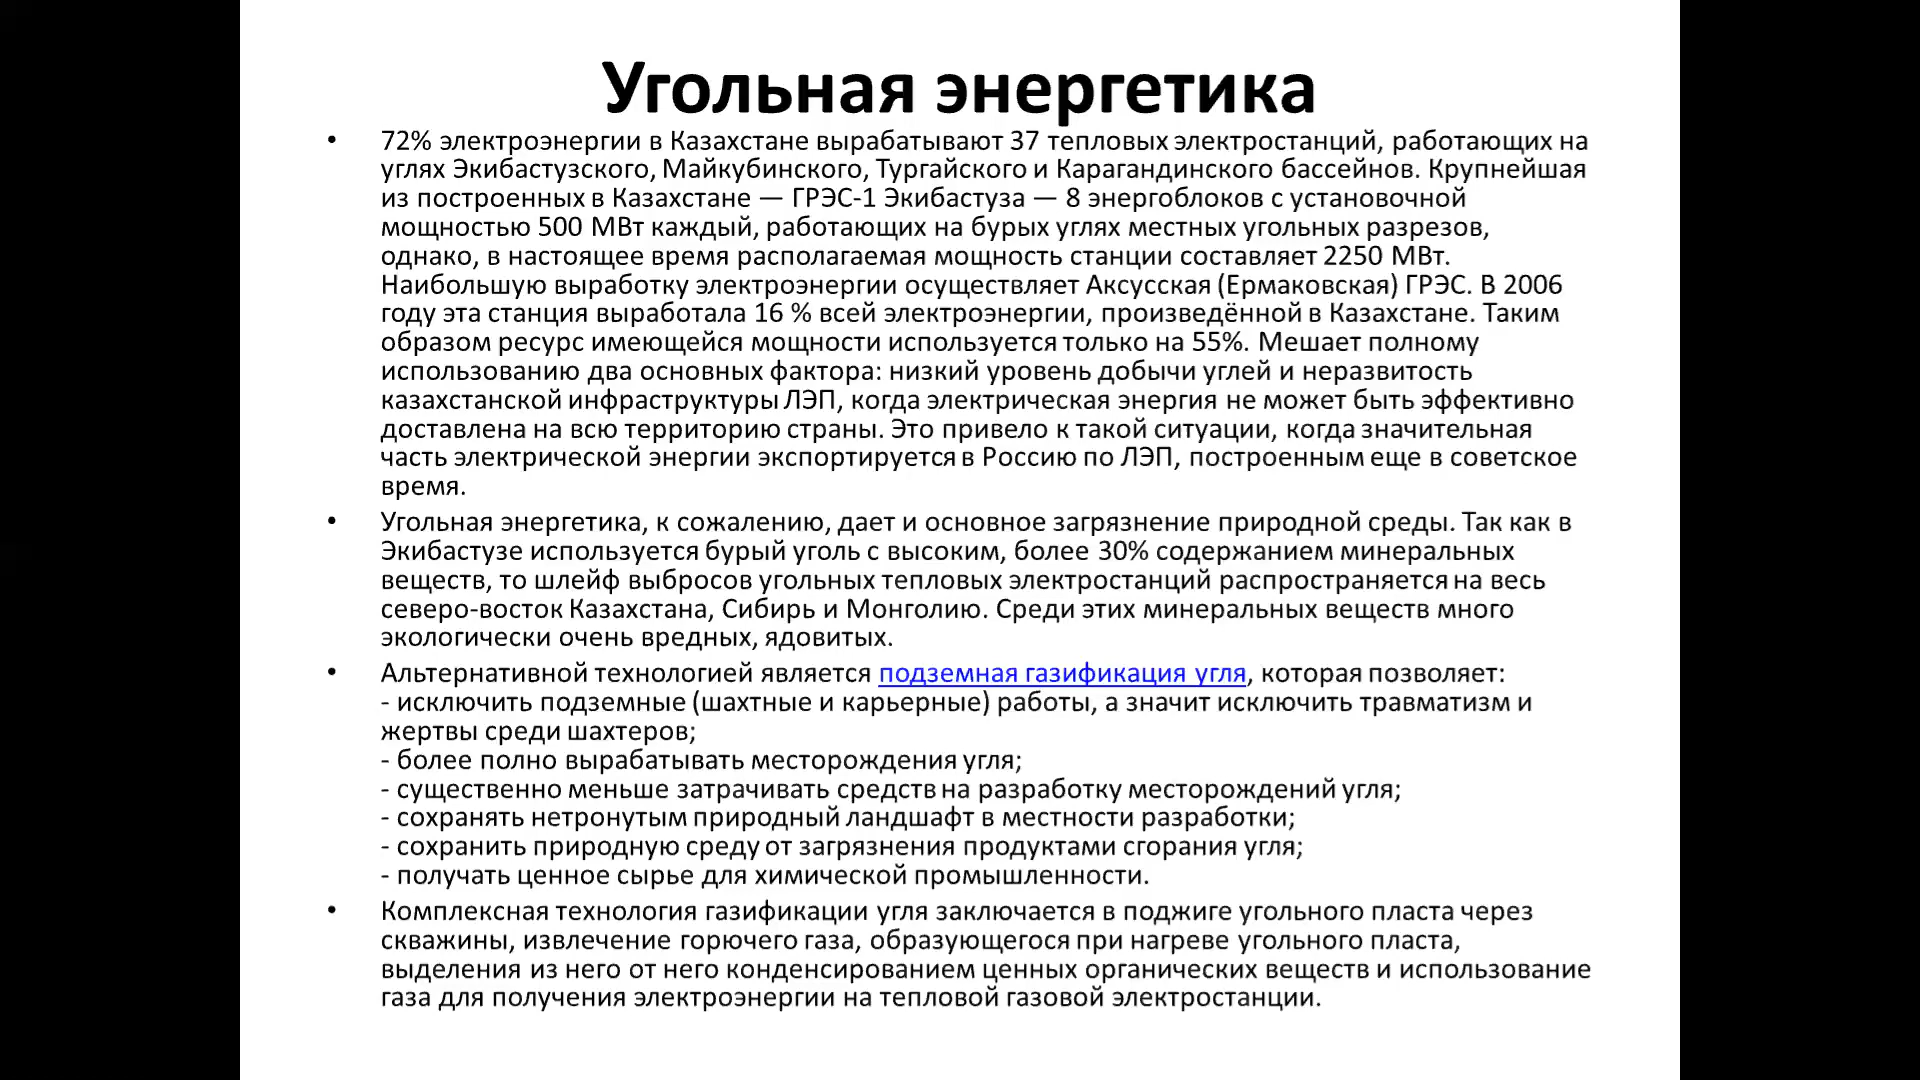 Угольная энергетика
• 72% электроэнергии в Казахстане вырабатывают 37 тепловых электростанций, работающих на
углях Экибастузского, Майкубинского, Тургайского и Карагандинского бассейнов. Крупнейшая
из построенных в Казахстане — ГРЭС-1 Экибастуза — 8 энергоблоков с установочной
мощностью 500 МВт каждый, работающих на бурых углях местных угольных разрезов,
однако, в настоящее время располагаемая мощность станции составляет 2250 МВт.
Наибольшую выработку электроэнергии осуществляет Аксусская (Ермаковская) ГРЭС. В 2006
году эта станция выработала 16 % всей электроэнергии, произведённой в Казахстане. Таким
образом ресурс имеющейся мощности используется только на 55%. Мешает полному
использованию два основных фактора: низкий уровень добычи углей и неразвитость
казахстанской инфраструктуры ЛЭП, когда электрическая энергия не может быть эффективно
доставлена на всю территорию страны. Это привело к такой ситуации, когда значительная
часть электрической энергии экспортируется в Россию по ЛЭП, построенным еще в советское
время.
• Угольная энергетика, к сожалению, дает и основное загрязнение природной среды. Так как в
Экибастузе используется бурый уголь с высоким, более 30% содержанием минеральных
веществ, то шлейф выбросов угольных тепловых электростанций распространяется на весь
северо-восток Казахстана, Сибирь и Монголию. Среди этих минеральных веществ много
экологически очень вредных, ядовитых.
• Альтернативной технологией является подземная газификация угля, которая позволяет:
- исключить подземные (шахтные и карьерные) работы, а значит исключить травматизм и
жертвы среди шахтеров;
- более полно вырабатывать месторождения угля;
- существенно меньше затрачивать средств на разработку месторождений угля;
- сохранять нетронутым природный ландшафт в местности разработки;
- сохранить природную среду от загрязнения продуктами сгорания угля;
- получать ценное сырье для химической промышленности.
• Комплексная технология газификации угля заключается в поджиге угольного пласта через
скважины, извлечение горючего газа, образующегося при нагреве угольного пласта,
выделения из него от него конденсированием ценных органических веществ и использование
газа для получения электроэнергии на тепловой газовой электростанции.